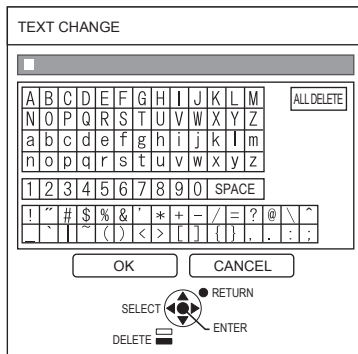 TEXT CHANGE
A B C D E F G H I J K L M ALL DELETE
N O P Q R S T U V W X Y Z
a b c d e f g h i j k l m
n o p q r s t u v w x y z
1 2 3 4 5 6 7 8 9 0 SPACE
! ˝ # $ % & ' * + - / = ? @ \ ^
_ ` | ~ ( ) < > [ ] { } , . : ;
OK CANCEL
RETURN
SELECT
ENTER
DELETE